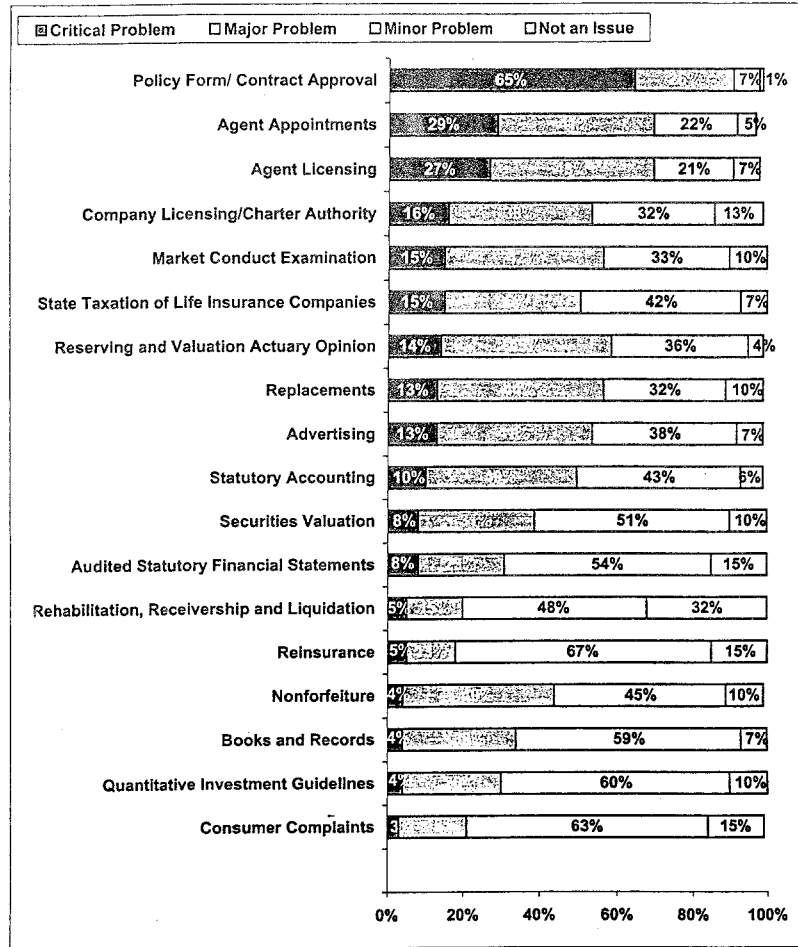 Critical Problem Major Problem Minor Problem Not an Issue
Policy Form/ Contract Approval 65% 7% 1%
Agent Appointments 29% 22% 5%
Agent Licensing 27% 21% 7%
Company Licensing/Charter Authority 16% 32% 13%
Market Conduct Examination 15% 33% 10%
State Taxation of Life Insurance Companies 15% 42% 7%
Reserving and Valuation Actuary Opinion 14% 36% 4%
Replacements 13% 32% 10%
Advertising 13% 38% 7%
Statutory Accounting 10% 43% 6%
Securities Valuation 8% 51% 10%
Audited Statutory Financial Statements 8% 54% 15%
Rehabilitation, Receivership and Liquidation 5% 48% 32%
Reinsurance 5% 67% 15%
Nonforfeiture 4% 45% 10%
Books and Records 4% 59% 7%
Quantitative Investment Guidelines 4% 60% 10%
Consumer Complaints 3 63% 15%
0% 20% 40% 60% 80% 100%